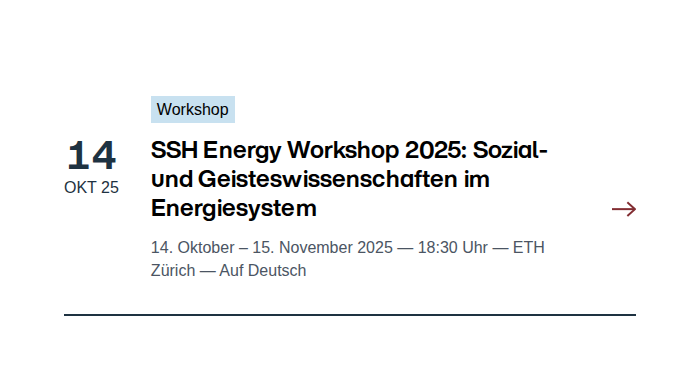 Workshop
14
OKT 25
SSH Energy Workshop 2025: Sozial-
und Geisteswissenschaften im
Energiesystem
14. Oktober – 15. November 2025 — 18:30 Uhr — ETH
Zürich — Auf Deutsch